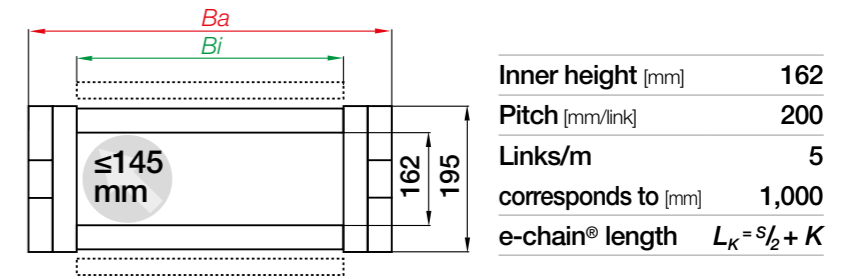 Ba
Bi
≤145
mm
162
195
Inner height [mm] 162
Pitch [mm/link] 200
Links/m 5
corresponds to [mm] 1,000
e-chain® length L_K = S/2 + K